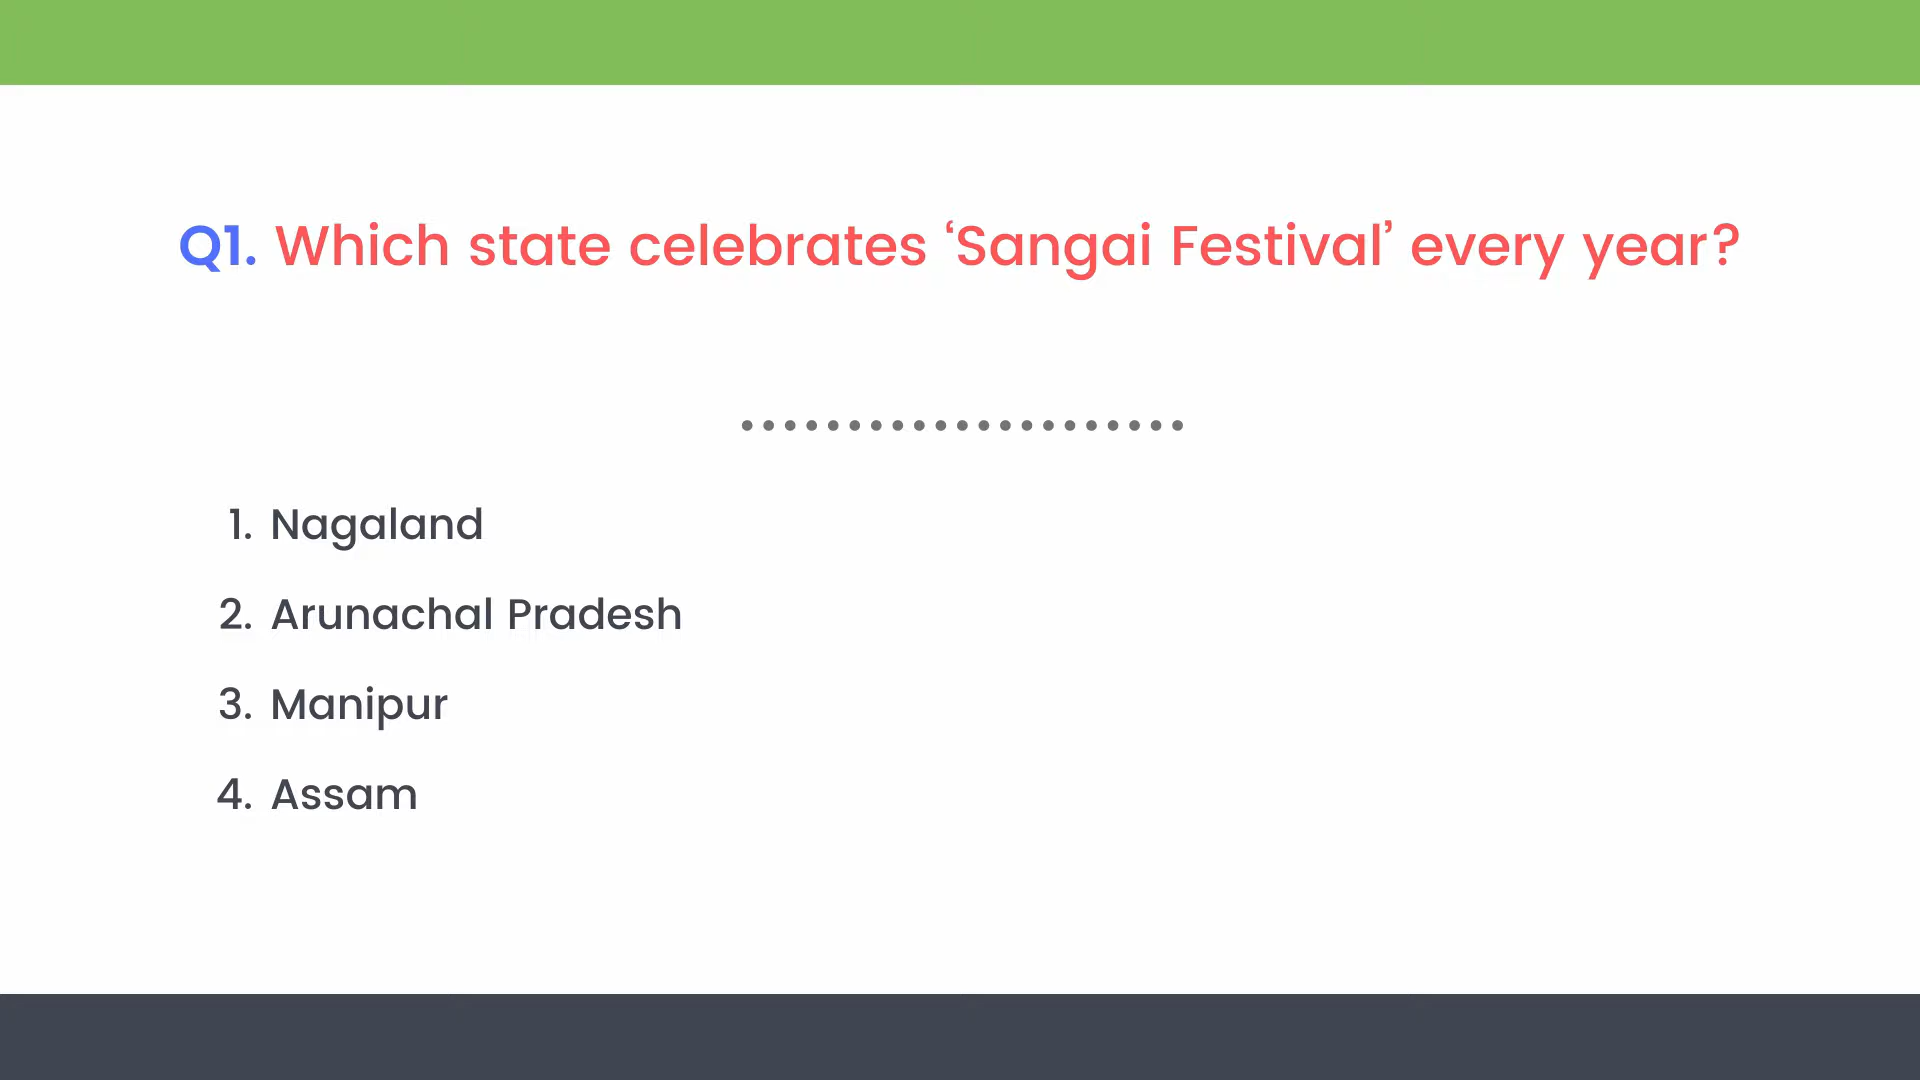 Q1. Which state celebrates ‘Sangai Festival’ every year?
1. Nagaland
2. Arunachal Pradesh
3. Manipur
4. Assam